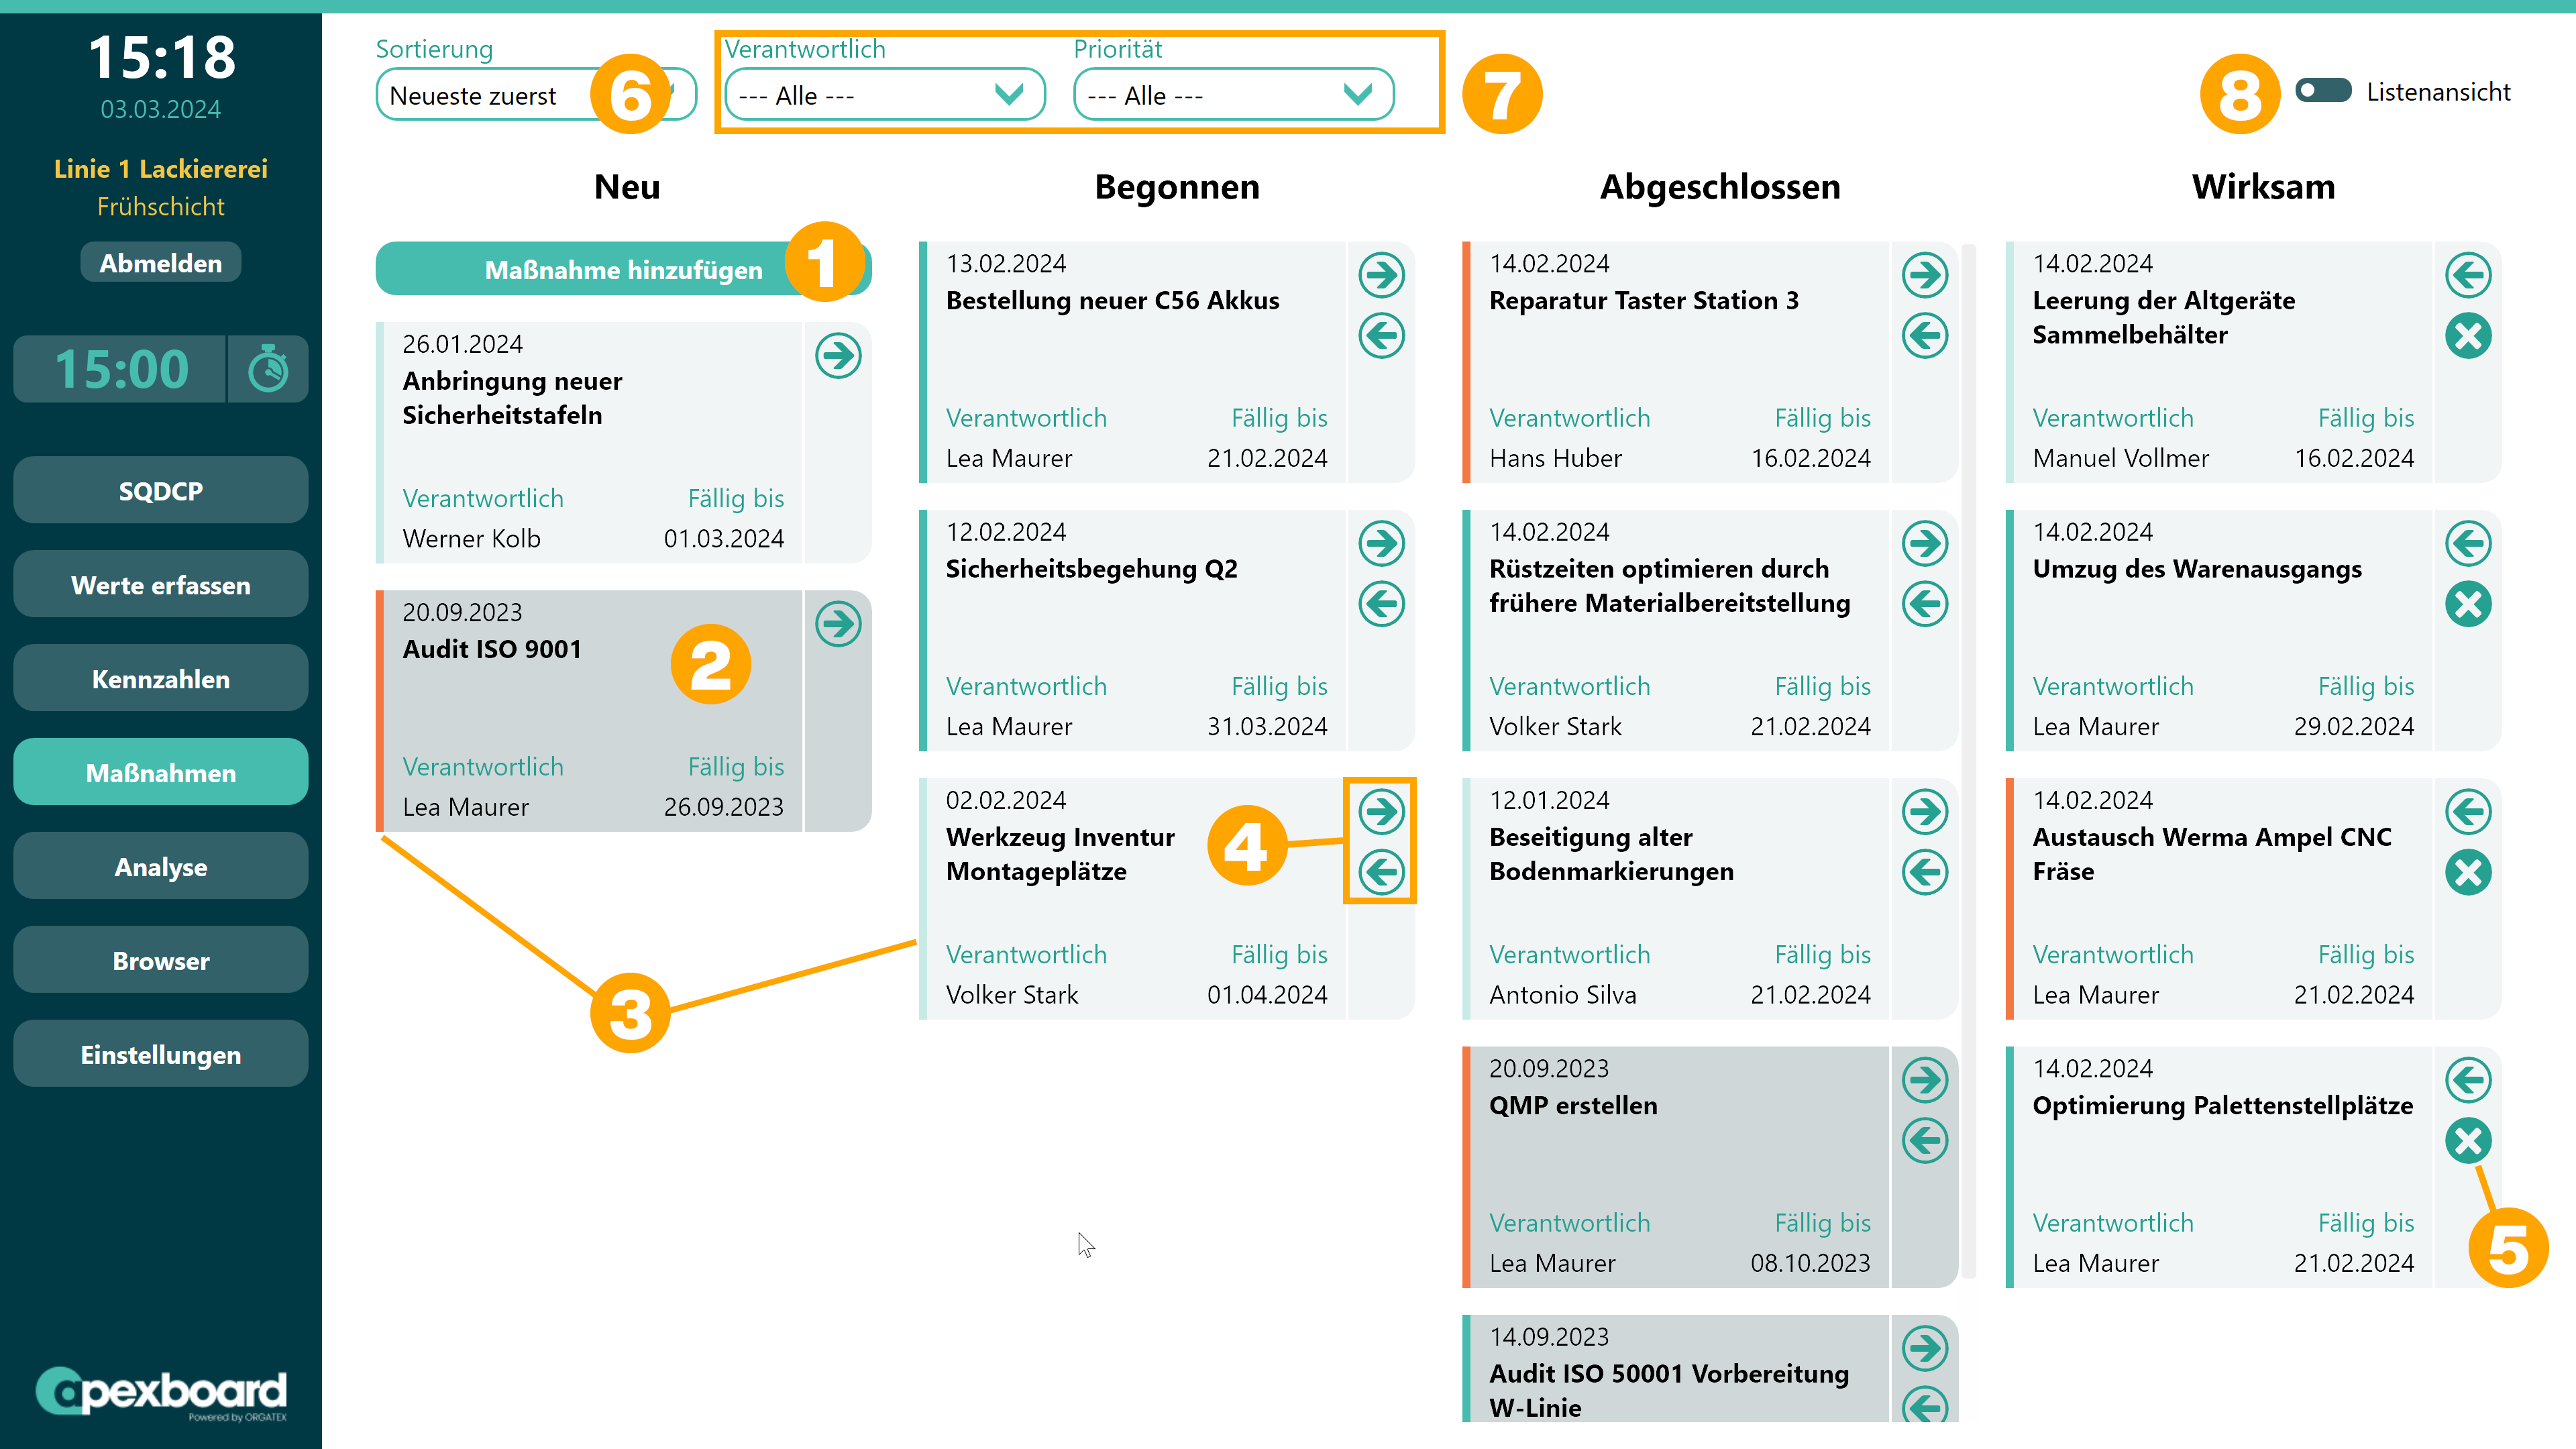 15:18
03.03.2024
Linie 1 Lackiererei
Frühschicht
Abmelden
15:00
SQDCP
Werte erfassen
Kennzahlen
Maßnahmen
Analyse
Browser
Einstellungen
apexboard
Powered by ORGATEX
Sortierung
Neueste zuerst
6
Verantwortlich
--- Alle ---
Priorität
--- Alle ---
7
8
Listenansicht
Neu
Maßnahme hinzufügen
1
26.01.2024
Anbringung neuer
Sicherheitstafeln
Verantwortlich Fällig bis
Werner Kolb 01.03.2024
20.09.2023
Audit ISO 9001
2
Verantwortlich Fällig bis
Lea Maurer 26.09.2023
3
Begonnen
13.02.2024
Bestellung neuer C56 Akkus
Verantwortlich Fällig bis
Lea Maurer 21.02.2024
12.02.2024
Sicherheitsbegehung Q2
Verantwortlich Fällig bis
Lea Maurer 31.03.2024
02.02.2024
Werkzeug Inventur
Montageplätze
4
Verantwortlich Fällig bis
Volker Stark 01.04.2024
Abgeschlossen
14.02.2024
Reparatur Taster Station 3
Verantwortlich Fällig bis
Hans Huber 16.02.2024
14.02.2024
Rüstzeiten optimieren durch
frühere Materialbereitstellung
Verantwortlich Fällig bis
Volker Stark 21.02.2024
12.01.2024
Beseitigung alter
Bodenmarkierungen
Verantwortlich Fällig bis
Antonio Silva 21.02.2024
20.09.2023
QMP erstellen
Verantwortlich Fällig bis
Lea Maurer 08.10.2023
14.09.2023
Audit ISO 50001 Vorbereitung
W-Linie
Wirksam
14.02.2024
Leerung der Altgeräte
Sammelbehälter
Verantwortlich Fällig bis
Manuel Vollmer 16.02.2024
14.02.2024
Umzug des Warenausgangs
Verantwortlich Fällig bis
Lea Maurer 29.02.2024
14.02.2024
Austausch Werma Ampel CNC
Fräse
Verantwortlich Fällig bis
Lea Maurer 21.02.2024
14.02.2024
Optimierung Palettenstellplätze
Verantwortlich Fällig bis
Lea Maurer 21.02.2024
5